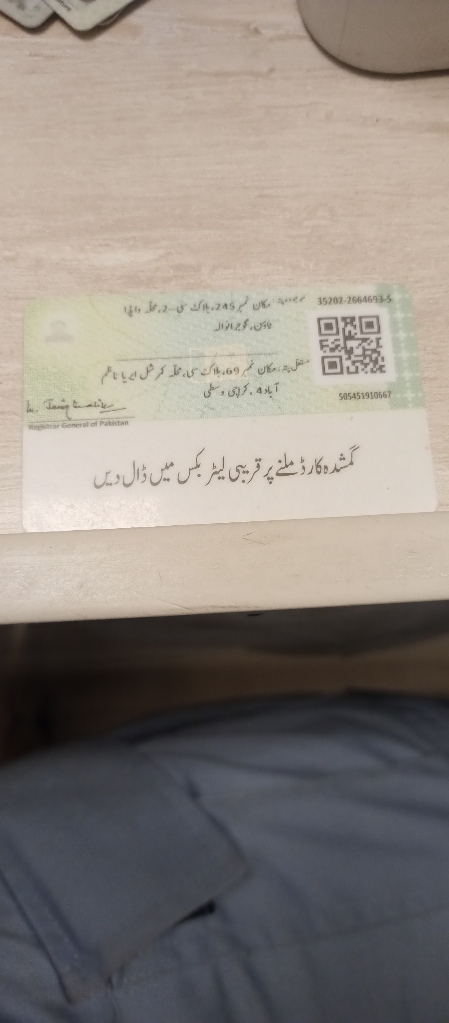 موجودہ پتہ: مکان نمبر 245، بلاک سی-2، محلہ واپڈا
ٹاؤن، گوجرانوالہ
35202-2664693-5
مستقل پتہ: مکان نمبر 69، بلاک سی، محلہ کمرشل ایریا ناظم
آباد 4، کراچی وسطی
505451910667
Registrar General of Pakistan
گمشدہ کارڈ ملنے پر قریبی لیٹر بکس میں ڈال دیں